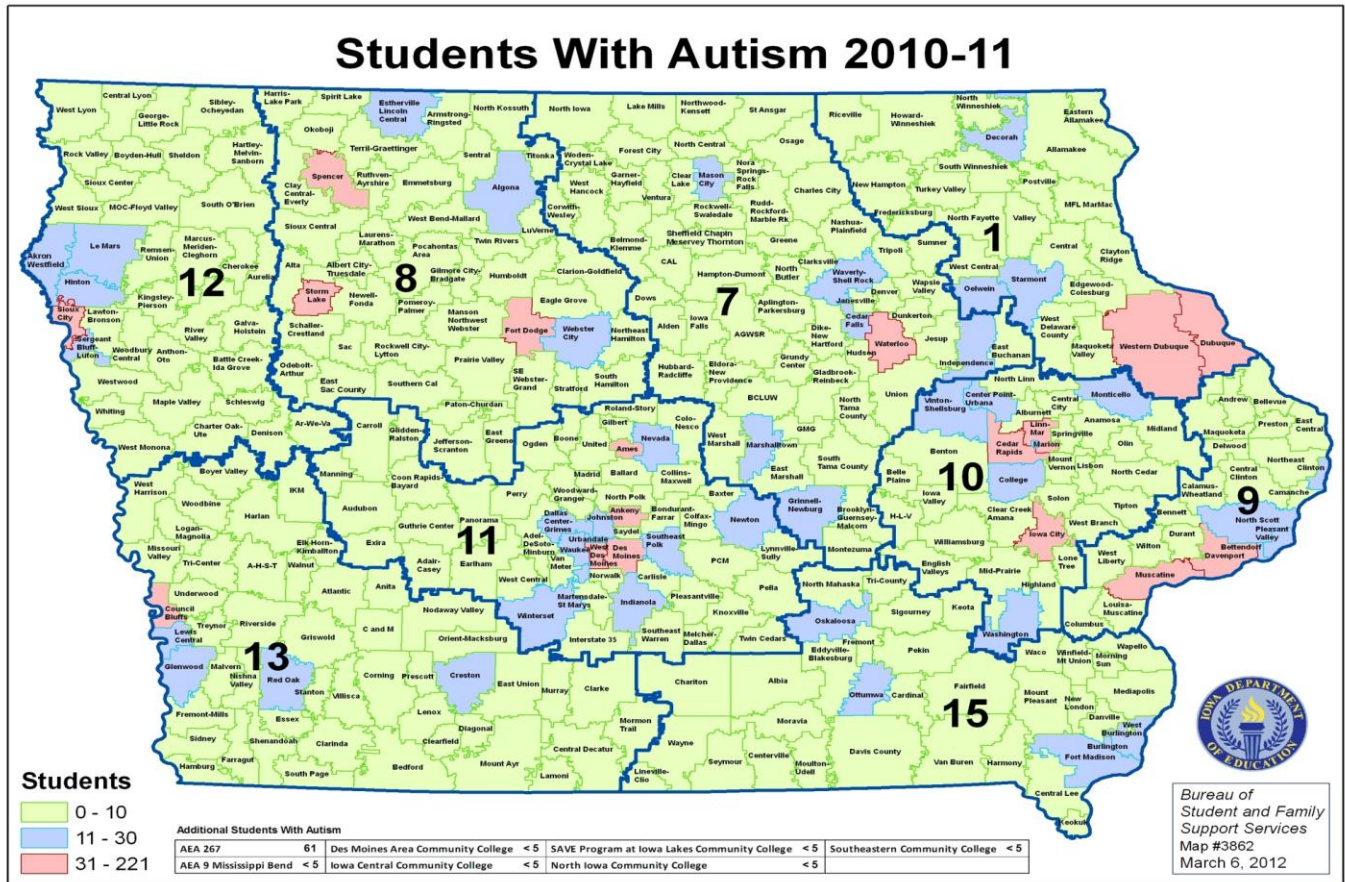 Students With Autism 2010-11
West Lyon
Central Lyon
Sibley-
Ocheyedan
George-
Little Rock
Rock Valley
Boyden-Hull
Sheldon
Hartley-
Melvin-
Sanborn
Sioux Center
West Sioux
MOC-Floyd Valley
South O'Brien
Le Mars
Akron
Westfield
Hinton
Remsen-
Union
Marcus-
Meriden-
Cleghorn
Cherokee
Aurelia
12
Sioux
City
Lawton-
Bronson
Kingsley-
Pierson
Sergeant
Bluff-
Luton
Woodbury
Central
River
Valley
Galva-
Holstein
Anthon-
Oto
Battle Creek-
Ida Grove
Westwood
Maple Valley
Schleswig
Whiting
Charter Oak-
Ute
Denison
Ar-We-Va
West Monona
Harris-
Lake Park
Spirit Lake
Estherville
Lincoln
Central
North Kossuth
Okoboji
Armstrong-
Ringsted
Terril-Graettinger
Sentral
Titonka
Spencer
Ruthven-
Ayrshire
Emmetsburg
Algona
Clay
Central-
Everly
West Bend-Mallard
LuVerne
Sioux Central
Laurens-
Marathon
Pocahontas
Area
Twin Rivers
Alta
Albert City-
Truesdale
8
Gilmore City-
Bradgate
Humboldt
Clarion-Goldfield
Storm
Lake
Newell-
Fonda
Pomeroy-
Palmer
Manson
Northwest
Webster
Eagle Grove
Fort Dodge
Webster
City
Northeast
Hamilton
Schaller-
Crestland
Sac
Rockwell City-
Lytton
Prairie Valley
Odebolt-
Arthur
East
Sac County
Southern Cal
SE
Webster-
Grand
Stratford
South
Hamilton
Paton-Churdan
Jefferson-
Scranton
East
Greene
North Iowa
Lake Mills
Northwood-
Kensett
St Ansgar
Woden-
Crystal Lake
Forest City
North Central
Osage
West
Hancock
Garner-
Hayfield
Clear
Lake
Mason
City
Nora
Springs-
Rock
Falls
Ventura
Charles City
Corwith-
Wesley
Rockwell-
Swaledale
Rudd-
Rockford-
Marble Rk
Belmond-
Klemme
Sheffield Chapin
Meservey Thornton
Greene
Nashua-
Plainfield
CAL
Hampton-Dumont
North
Butler
Clarksville
Tripoli
Sumner
Waverly-
Shell Rock
Dows
7
Aplington-
Parkersburg
Janesville
Denver
Wapsie
Valley
Alden
Iowa
Falls
AGWSR
Dike-
New
Hartford
Cedar
Falls
Dunkerton
Hudson
Waterloo
Jesup
Hubbard-
Radcliffe
Eldora-
New
Providence
Grundy
Center
Gladbrook-
Reinbeck
Union
BCLUW
North
Tama
County
West
Marshall
Marshalltown
GMG
East
Marshall
South
Tama County
Riceville
Howard-
Winneshiek
North
Winneshiek
Decorah
Eastern
Allamakee
Allamakee
South Winneshiek
Postville
New Hampton
Turkey Valley
Fredericksburg
North Fayette
Valley
MFL MarMac
1
Central
Clayton
Ridge
West Central
Starmont
Oelwein
Edgewood-
Colesburg
West
Delaware
County
Maquoketa
Valley
Western Dubuque
Dubuque
Independence
East
Buchanan
North Linn
Vinton-
Shellsburg
Center Point-
Urbana
Central
City
Monticello
Alburnett
Linn-
Mar
Marion
Springville
Anamosa
Midland
Cedar
Rapids
Olin
Benton
Mount
Vernon
Lisbon
Belle
Plaine
10
College
North Cedar
Iowa
Valley
Solon
Tipton
H-L-V
Clear Creek
Amana
West Branch
Williamsburg
Iowa City
English
Valleys
Mid-Prairie
Lone
Tree
Highland
Washington
Andrew
Bellevue
Preston
East
Central
Maquoketa
Delwood
Central
Clinton
Northeast
Clinton
Calamus-
Wheatland
9
Camanche
Bennett
North Scott
Pleasant
Valley
Durant
Bettendorf
Davenport
Wilton
West
Liberty
Muscatine
Louisa-
Muscatine
Columbus
Carroll
Glidden-
Ralston
Ogden
Boone
United
Gilbert
Roland-Story
Colo-
Nesco
Ames
Nevada
Manning
Coon Rapids-
Bayard
Madrid
Ballard
Collins-
Maxwell
Audubon
Perry
Woodward-
Granger
North Polk
Baxter
Guthrie Center
Panorama
Dallas
Center-
Grimes
Johnston
Ankeny
Bondurant-
Farrar
Colfax-
Mingo
Newton
Grinnell-
Newburg
Brooklyn-
Guernsey-
Malcom
Exira
11
Adel-
DeSoto-
Minburn
Urbandale
Saydel
Waukee
West
Des
Moines
Des
Moines
Southeast
Polk
Adair-
Casey
Earlham
Van
Meter
Norwalk
Carlisle
PCM
Lynnville-
Sully
Montezuma
West Central
Winterset
Martensdale-
St Marys
Indianola
Pleasantville
Pella
Knoxville
Interstate 35
Southeast
Warren
Melcher-
Dallas
Twin Cedars
Boyer Valley
West
Harrison
Woodbine
IKM
Harlan
Logan-
Magnolia
Elk Horn-
Kimballton
Missouri
Valley
Tri-Center
A-H-S-T
Walnut
Anita
Underwood
Atlantic
Council
Bluffs
Treynor
Riverside
Griswold
C and M
Nodaway Valley
Lewis
Central
13
Orient-Macksburg
Glenwood
Malvern
Nishna
Valley
Red Oak
Stanton
Villisca
Corning
Prescott
Creston
East Union
Murray
Clarke
Fremont-Mills
Essex
Lenox
Diagonal
Mormon
Trail
Sidney
Shenandoah
Clarinda
Clearfield
Central Decatur
Hamburg
Farragut
South Page
Bedford
Mount Ayr
Lamoni
North Mahaska
Tri-County
Sigourney
Keota
Oskaloosa
Fremont
Eddyville-
Blakesburg
Pekin
Waco
Winfield-
Mt Union
Morning
Sun
Wapello
Chariton
Albia
Ottumwa
Cardinal
Fairfield
Mount
Pleasant
New
London
Mediapolis
15
Danville
West
Burlington
Moravia
Burlington
Wayne
Davis County
Fort Madison
Seymour
Centerville
Moulton-
Udell
Van Buren
Harmony
Lineville-
Clio
Central Lee
Keokuk
IOWA DEPARTMENT
OF EDUCATION
Students
0 - 10
11 - 30
31 - 221
Additional Students With Autism
AEA 267 61 Des Moines Area Community College < 5 SAVE Program at Iowa Lakes Community College < 5 Southeastern Community College < 5
AEA 9 Mississippi Bend < 5 Iowa Central Community College < 5 North Iowa Community College < 5
Bureau of
Student and Family
Support Services
Map #3862
March 6, 2012